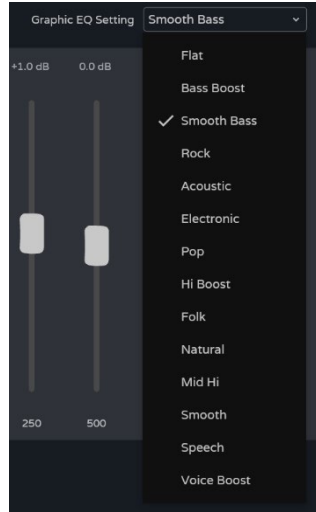 Graphic EQ Setting Smooth Bass
+1.0 dB 0.0 dB
Flat
Bass Boost
Smooth Bass
Rock
Acoustic
Electronic
Pop
Hi Boost
Folk
Natural
Mid Hi
Smooth
Speech
Voice Boost
250 500